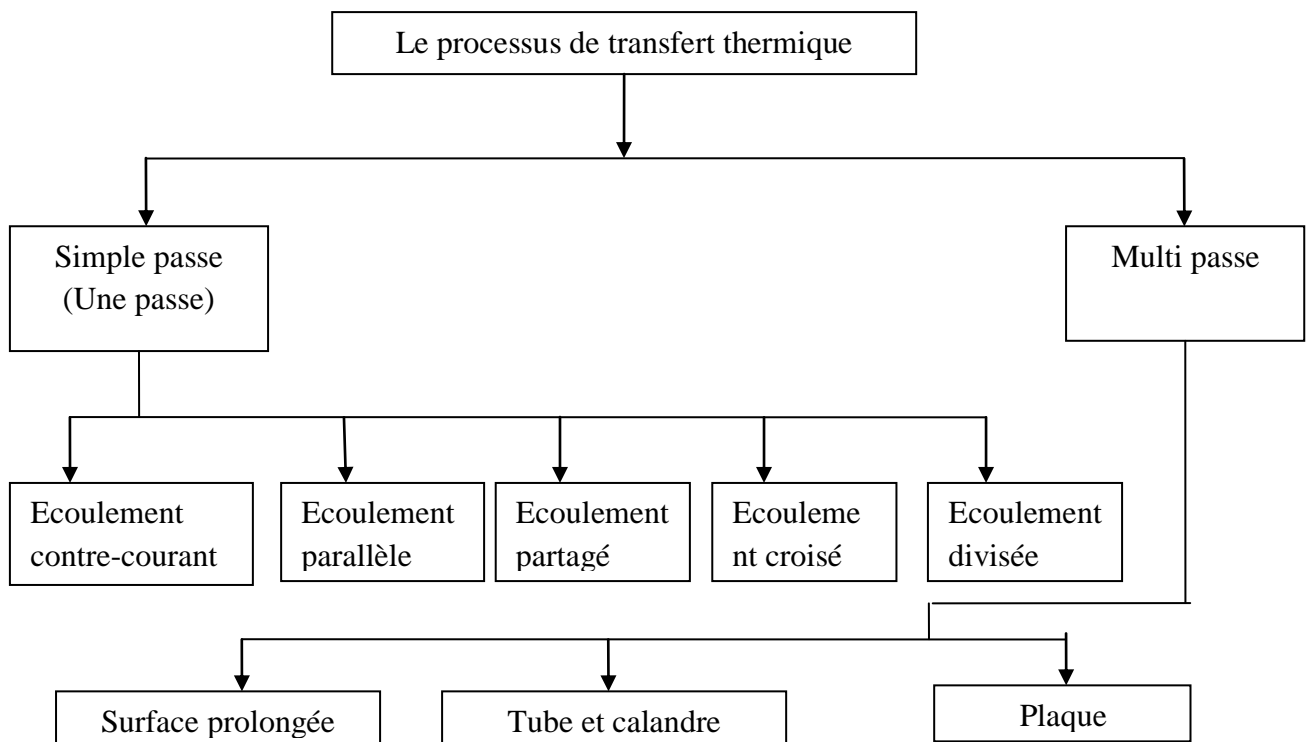 Le processus de transfert thermique
Simple passe
(Une passe)
Multi passe
Ecoulement
contre-courant
Ecoulement
parallèle
Ecoulement
partagé
Ecouleme
nt croisé
Ecoulement
divisée
Surface prolongée
Tube et calandre
Plaque